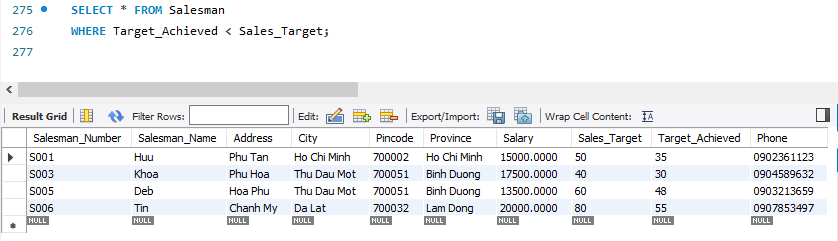 275 SELECT * FROM Salesman
276 WHERE Target_Achieved < Sales_Target;
277
Result Grid Filter Rows: Edit: Export/Import: Wrap Cell Content: IA
Salesman_Number Salesman_Name Address City Pincode Province Salary Sales_Target Target_Achieved Phone
S001 Huu Phu Tan Ho Chi Minh 700002 Ho Chi Minh 15000.0000 50 35 0902361123
S003 Khoa Phu Hoa Thu Dau Mot 700051 Binh Duong 17500.0000 40 30 0904589632
S005 Deb Hoa Phu Thu Dau Mot 700051 Binh Duong 13500.0000 60 48 0903213659
S006 Tin Chanh My Da Lat 700032 Lam Dong 20000.0000 80 55 0907853497
NULL NULL NULL NULL NULL NULL NULL NULL NULL NULL